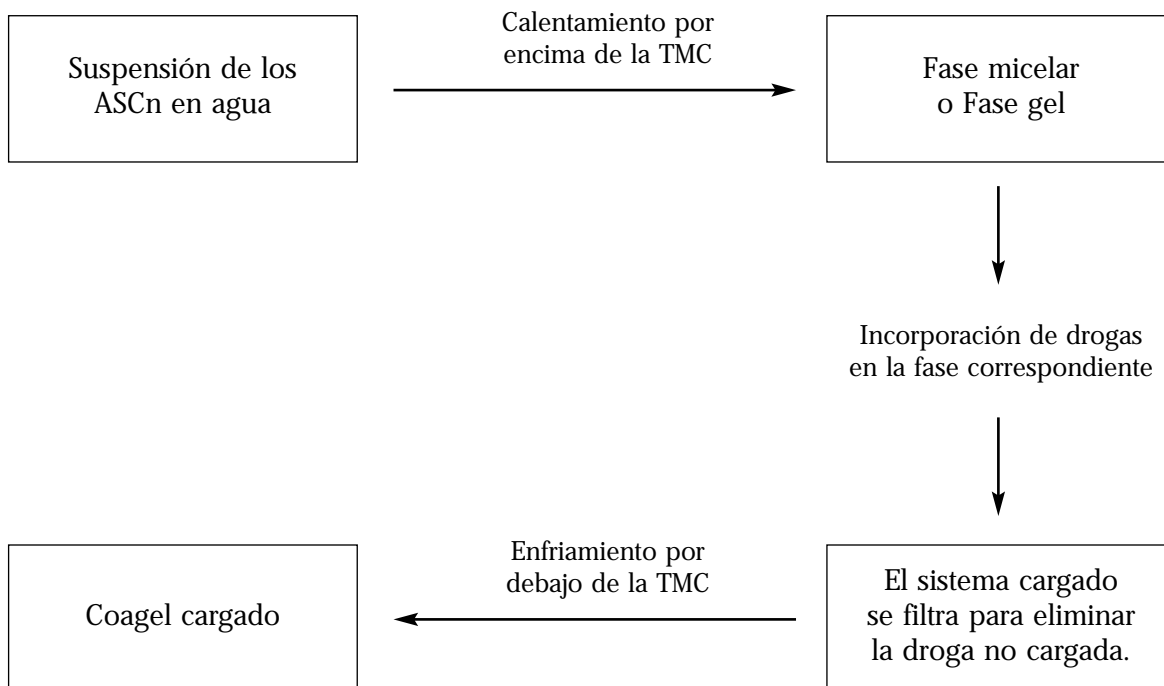 Suspensión de los
ASCn en agua
Calentamiento por
encima de la TMC
Fase micelar
o Fase gel
Incorporación de drogas
en la fase correspondiente
El sistema cargado
se filtra para eliminar
la droga no cargada.
Enfriamiento por
debajo de la TMC
Coagel cargado